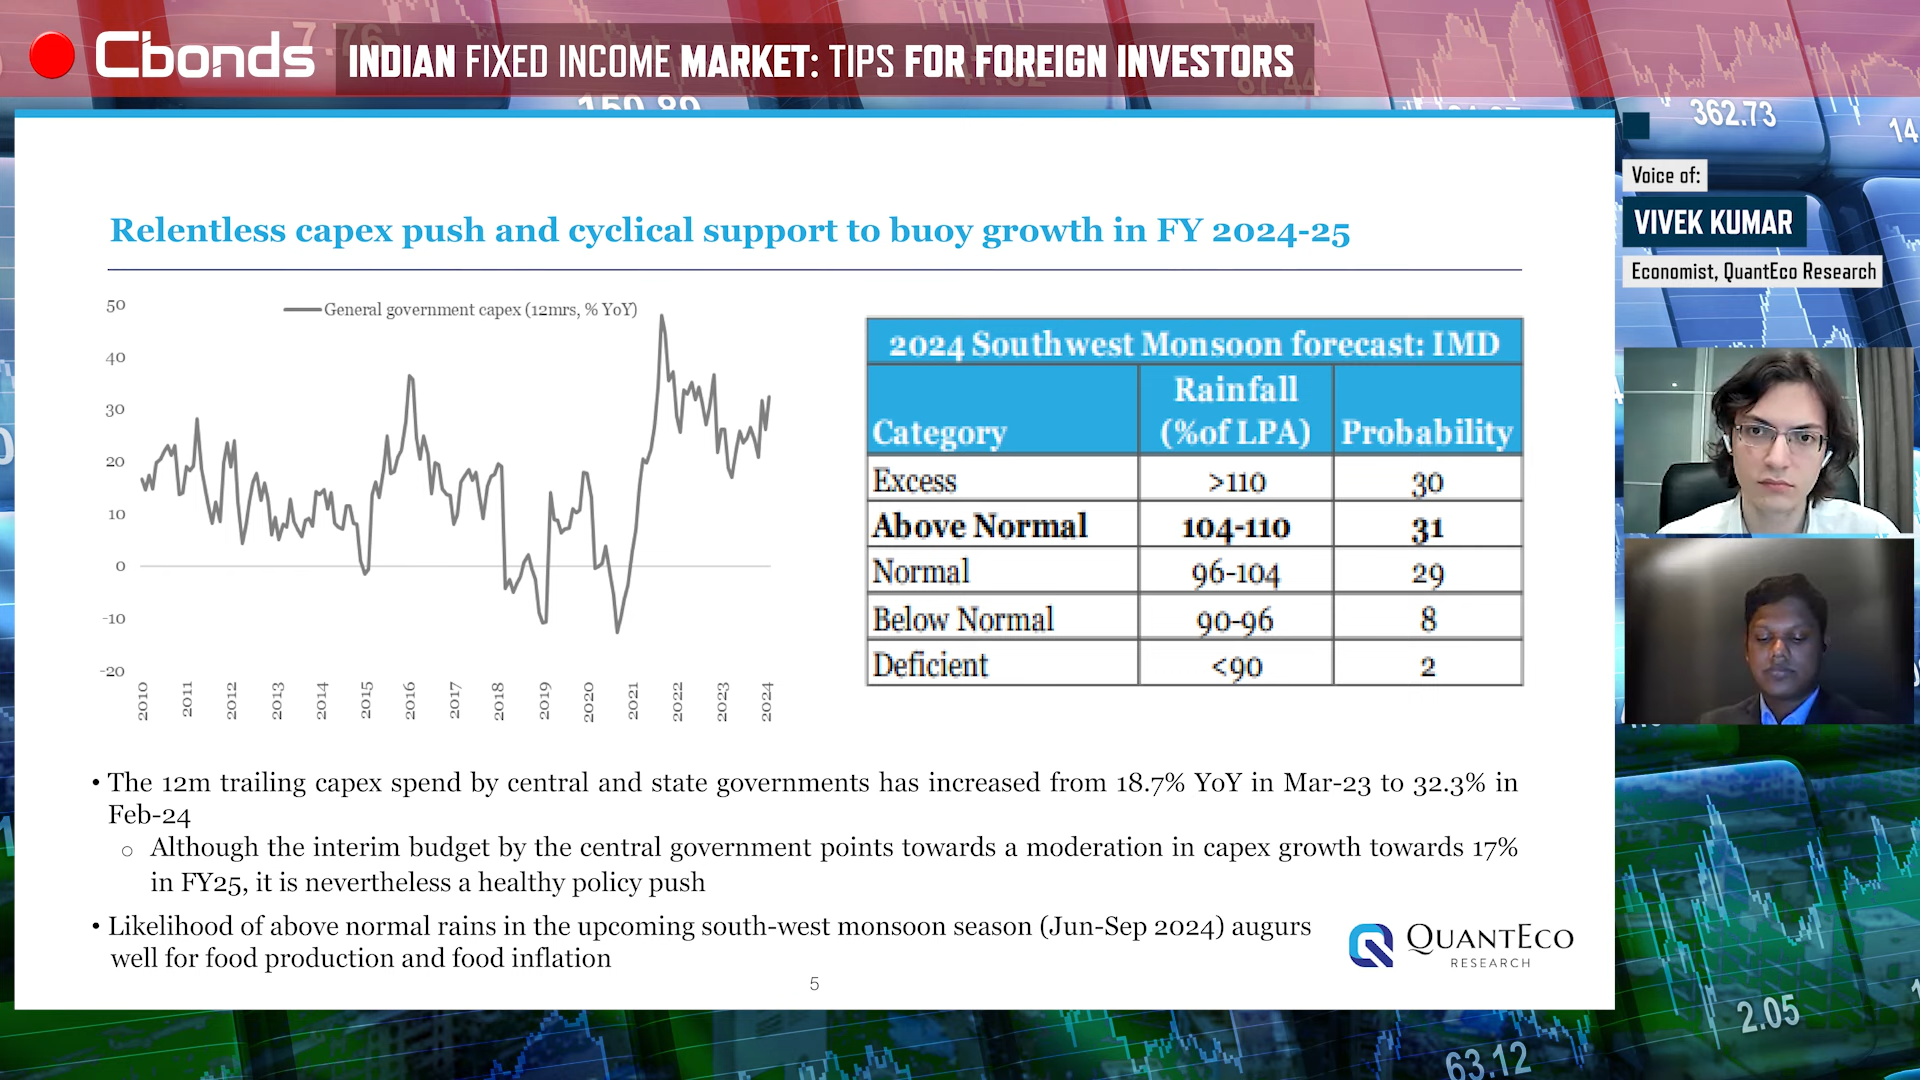 Cbonds
INDIAN FIXED INCOME MARKET: TIPS FOR FOREIGN INVESTORS
7.76
67.44
150.89
362.73
14
Voice of:
VIVEK KUMAR
Economist, QuantEco Research
Relentless capex push and cyclical support to buoy growth in FY 2024-25
General government capex (12mrs, % YoY)
50
40
30
20
10
0
-10
-20
2010 2011 2012 2013 2014 2015 2016 2017 2018 2019 2020 2021 2022 2023 2024
2024 Southwest Monsoon forecast: IMD
Category Rainfall (%of LPA) Probability
Excess >110 30
Above Normal 104-110 31
Normal 96-104 29
Below Normal 90-96 8
Deficient <90 2
• The 12m trailing capex spend by central and state governments has increased from 18.7% YoY in Mar-23 to 32.3% in
Feb-24
○ Although the interim budget by the central government points towards a moderation in capex growth towards 17%
in FY25, it is nevertheless a healthy policy push
• Likelihood of above normal rains in the upcoming south-west monsoon season (Jun-Sep 2024) augurs
well for food production and food inflation
QUANTECO
RESEARCH
5
2.05
63.12